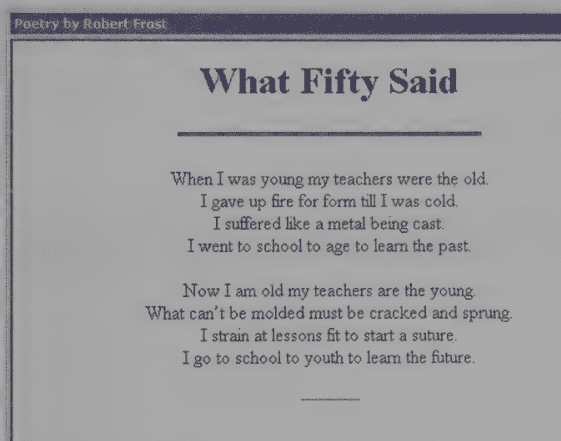 Poetry by Robert Frost
What Fifty Said
When I was young my teachers were the old.
I gave up fire for form till I was cold.
I suffered like a metal being cast.
I went to school to age to learn the past.
Now I am old my teachers are the young.
What can't be molded must be cracked and sprung.
I strain at lessons fit to start a suture.
I go to school to youth to learn the future.